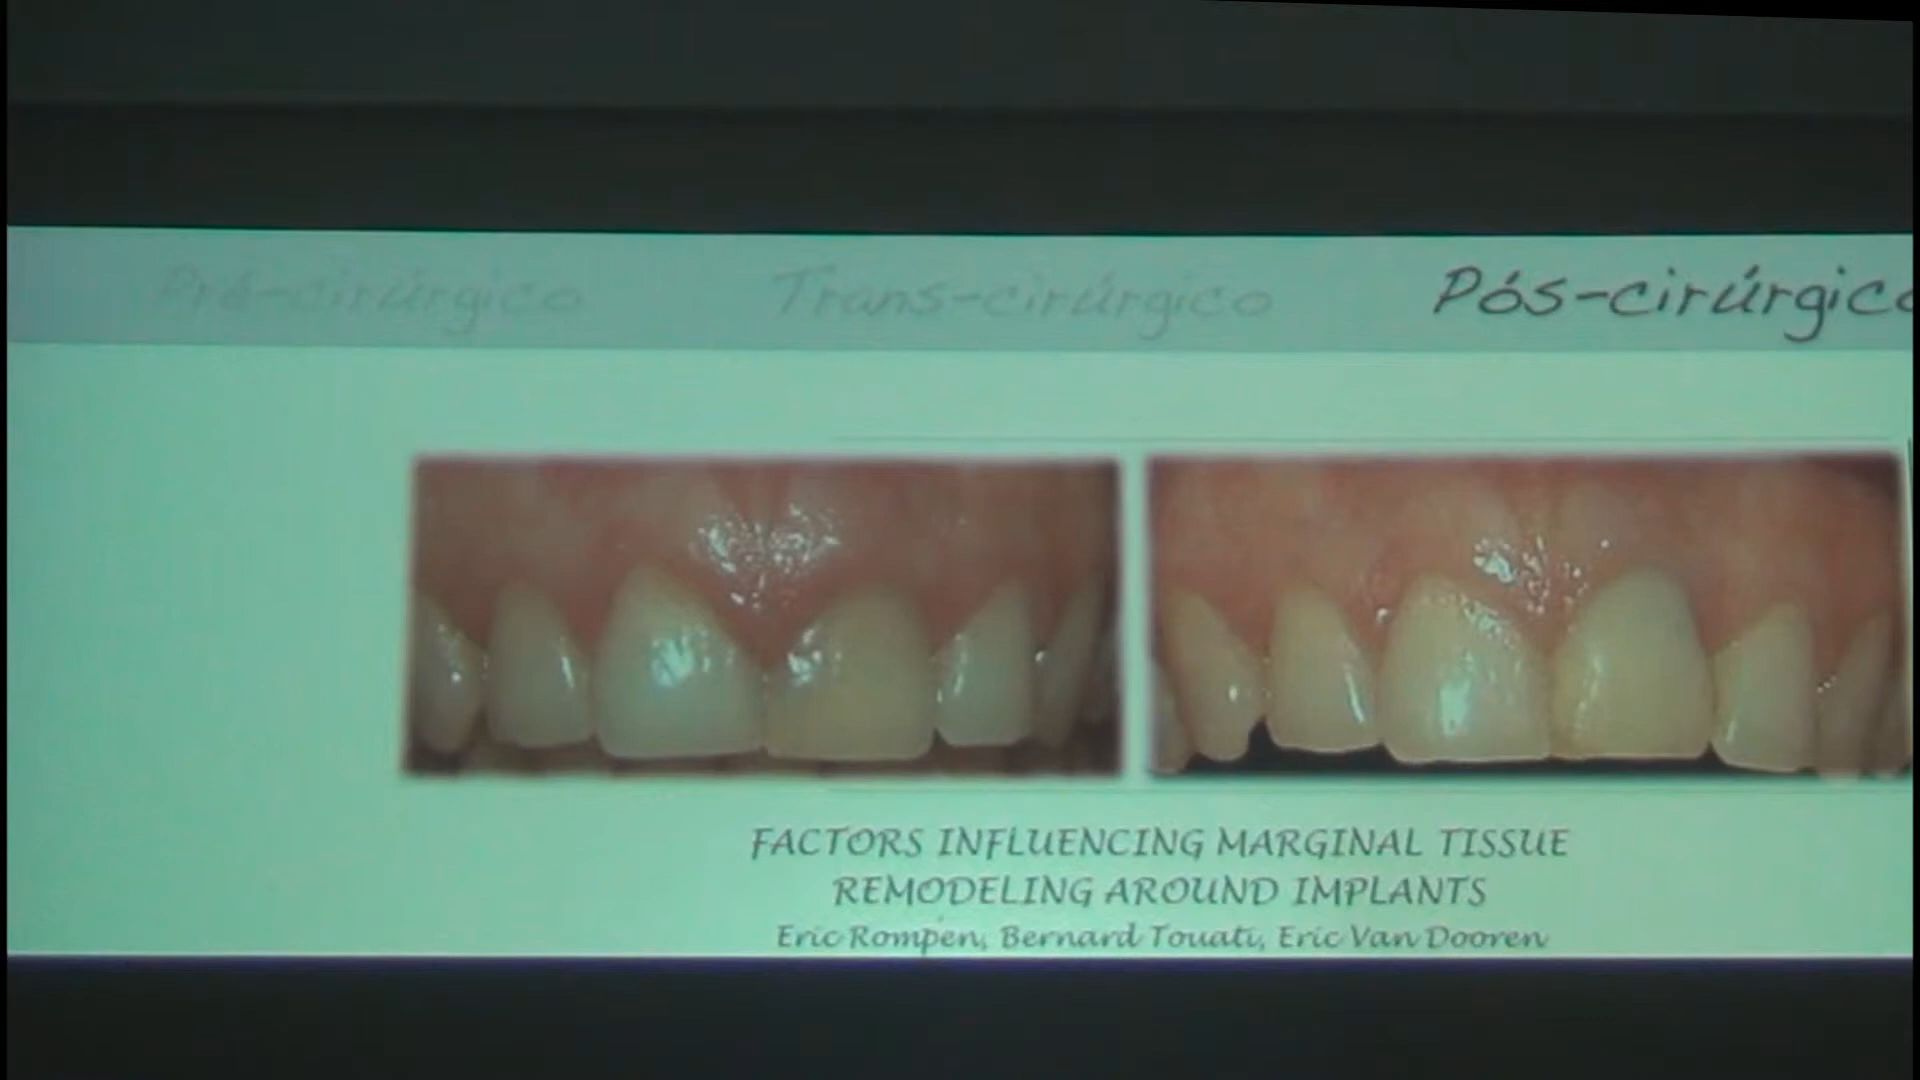 Pré-cirúrgico Trans-cirúrgico Pós-cirúrgico
FACTORS INFLUENCING MARGINAL TISSUE
REMODELING AROUND IMPLANTS
Eric Rompen, Bernard Touati, Eric Van Dooren